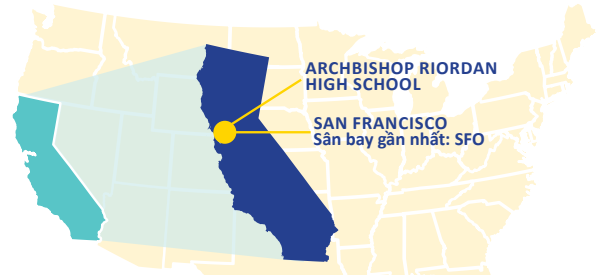 ARCHBISHOP RIORDAN
HIGH SCHOOL
SAN FRANCISCO
Sân bay gần nhất: SFO